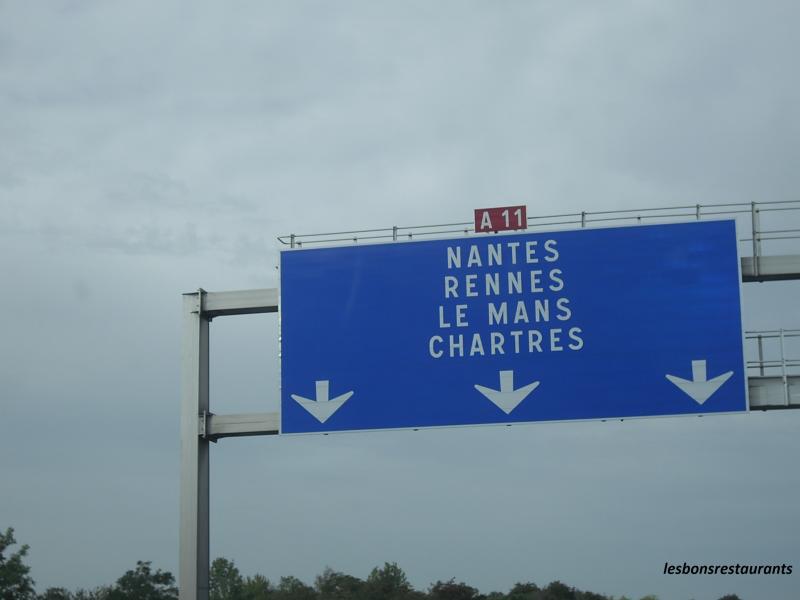 A 11
NANTES
RENNES
LE MANS
CHARTRES
lesbonsrestaurants